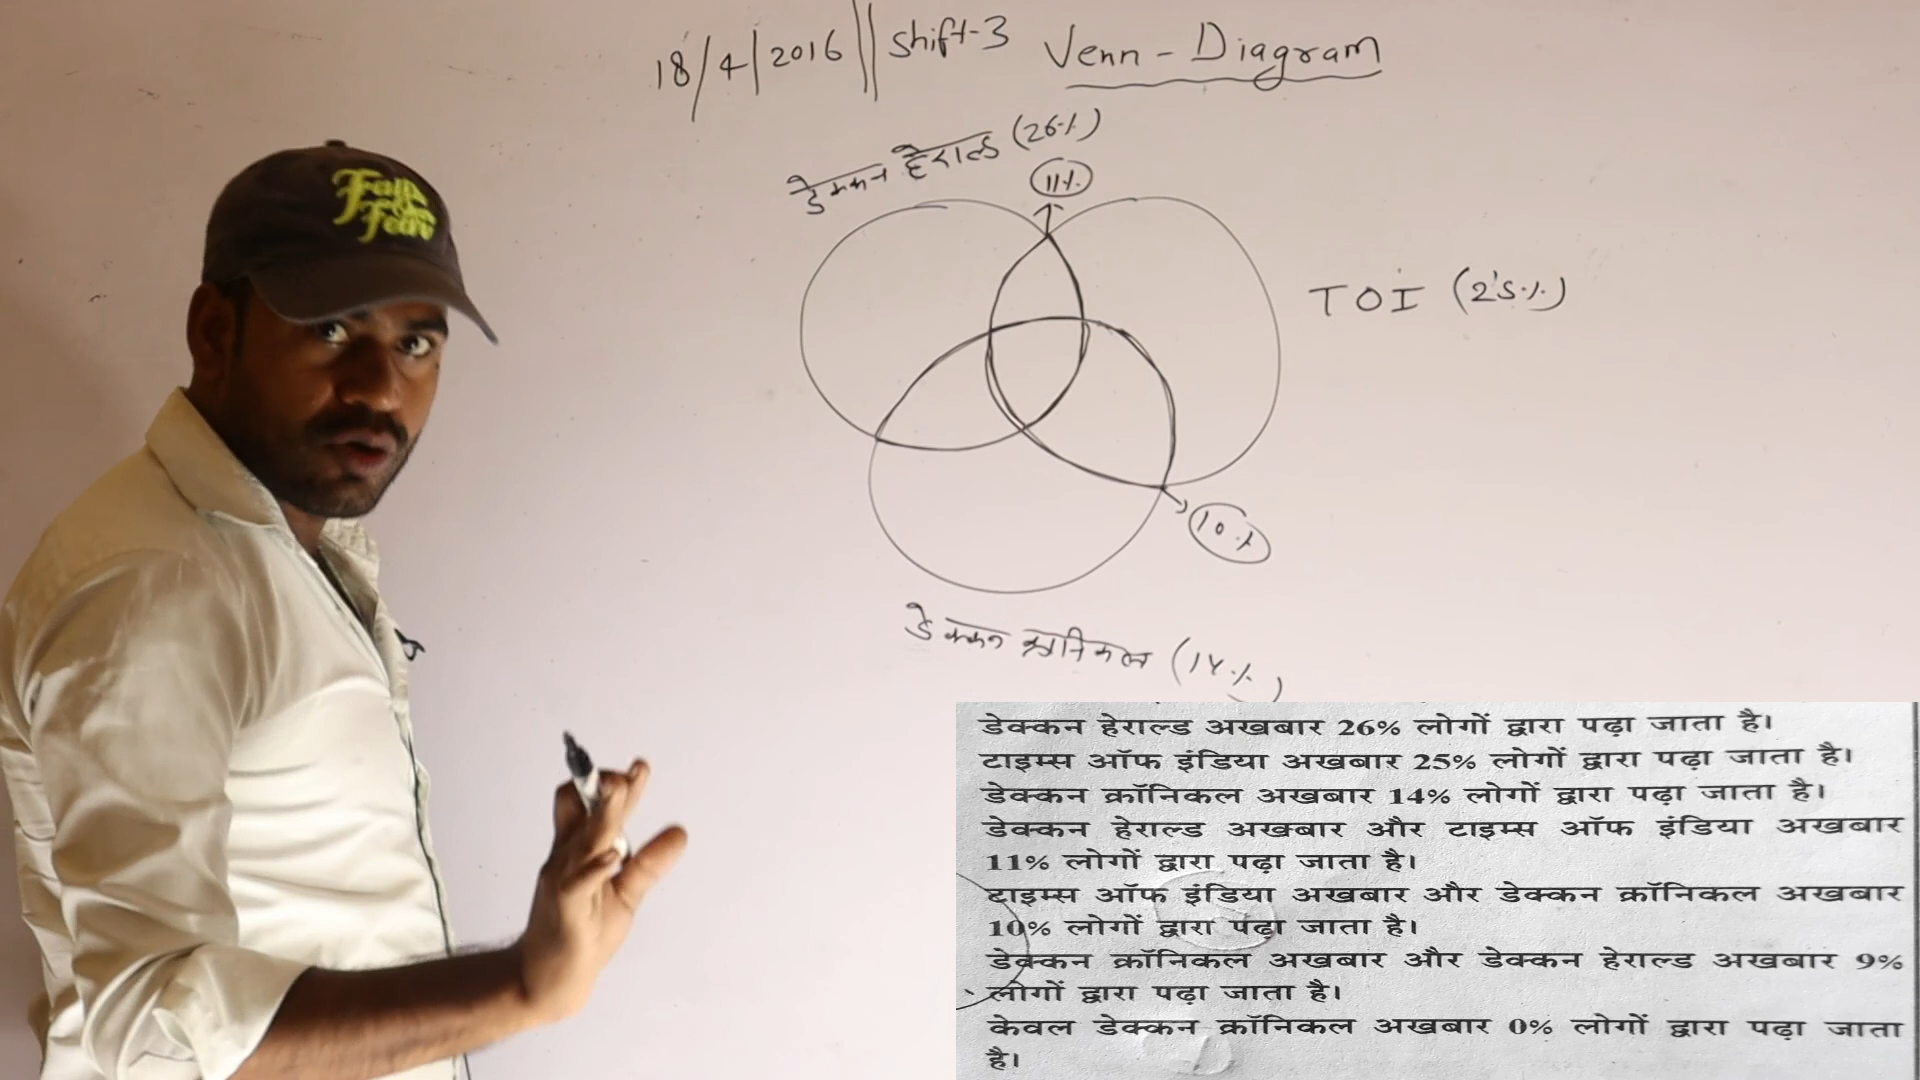 18/4/2016 || Shift-3 Venn-Diagram
डेक्कन हेराल्ड (26%)
11%
TOI (25%)
10%
डेक्कन क्रानिकल (14%)
डेक्कन हेराल्ड अखबार 26% लोगों द्वारा पढ़ा जाता है।
टाइम्स ऑफ इंडिया अखबार 25% लोगों द्वारा पढ़ा जाता है।
डेक्कन क्रॉनिकल अखबार 14% लोगों द्वारा पढ़ा जाता है।
डेक्कन हेराल्ड अखबार और टाइम्स ऑफ इंडिया अखबार
11% लोगों द्वारा पढ़ा जाता है।
टाइम्स ऑफ इंडिया अखबार और डेक्कन क्रॉनिकल अखबार
10% लोगों द्वारा पढ़ा जाता है।
डेक्कन क्रॉनिकल अखबार और डेक्कन हेराल्ड अखबार 9%
लोगों द्वारा पढ़ा जाता है।
केवल डेक्कन क्रॉनिकल अखबार 0% लोगों द्वारा पढ़ा जाता
है।